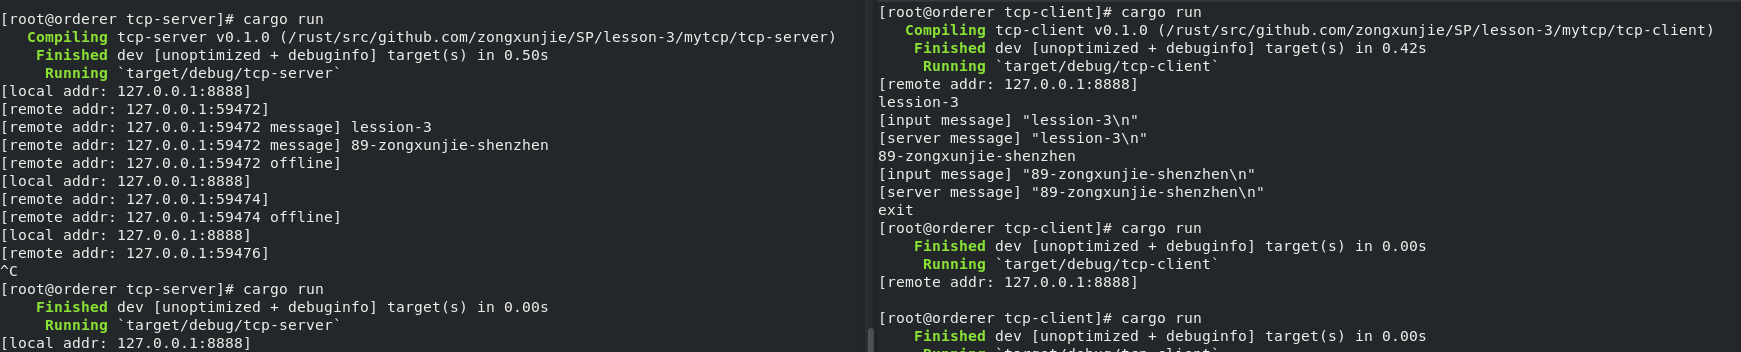 [root@orderer tcp-server]# cargo run
Compiling tcp-server v0.1.0 (/rust/src/github.com/zongxunjie/SP/lesson-3/mytcp/tcp-server)
Finished dev [unoptimized + debuginfo] target(s) in 0.50s
Running `target/debug/tcp-server`
[local addr: 127.0.0.1:8888]
[remote addr: 127.0.0.1:59472]
[remote addr: 127.0.0.1:59472 message] lession-3
[remote addr: 127.0.0.1:59472 message] 89-zongxunjie-shenzhen
[remote addr: 127.0.0.1:59472 offline]
[local addr: 127.0.0.1:8888]
[remote addr: 127.0.0.1:59474]
[remote addr: 127.0.0.1:59474 offline]
[local addr: 127.0.0.1:8888]
[remote addr: 127.0.0.1:59476]
^C
[root@orderer tcp-server]# cargo run
Finished dev [unoptimized + debuginfo] target(s) in 0.00s
Running `target/debug/tcp-server`
[local addr: 127.0.0.1:8888]
[root@orderer tcp-client]# cargo run
Compiling tcp-client v0.1.0 (/rust/src/github.com/zongxunjie/SP/lesson-3/mytcp/tcp-client)
Finished dev [unoptimized + debuginfo] target(s) in 0.42s
Running `target/debug/tcp-client`
[remote addr: 127.0.0.1:8888]
lession-3
[input message] "lession-3\n"
[server message] "lession-3\n"
89-zongxunjie-shenzhen
[input message] "89-zongxunjie-shenzhen\n"
[server message] "89-zongxunjie-shenzhen\n"
exit
[root@orderer tcp-client]# cargo run
Finished dev [unoptimized + debuginfo] target(s) in 0.00s
Running `target/debug/tcp-client`
[remote addr: 127.0.0.1:8888]
[root@orderer tcp-client]# cargo run
Finished dev [unoptimized + debuginfo] target(s) in 0.00s